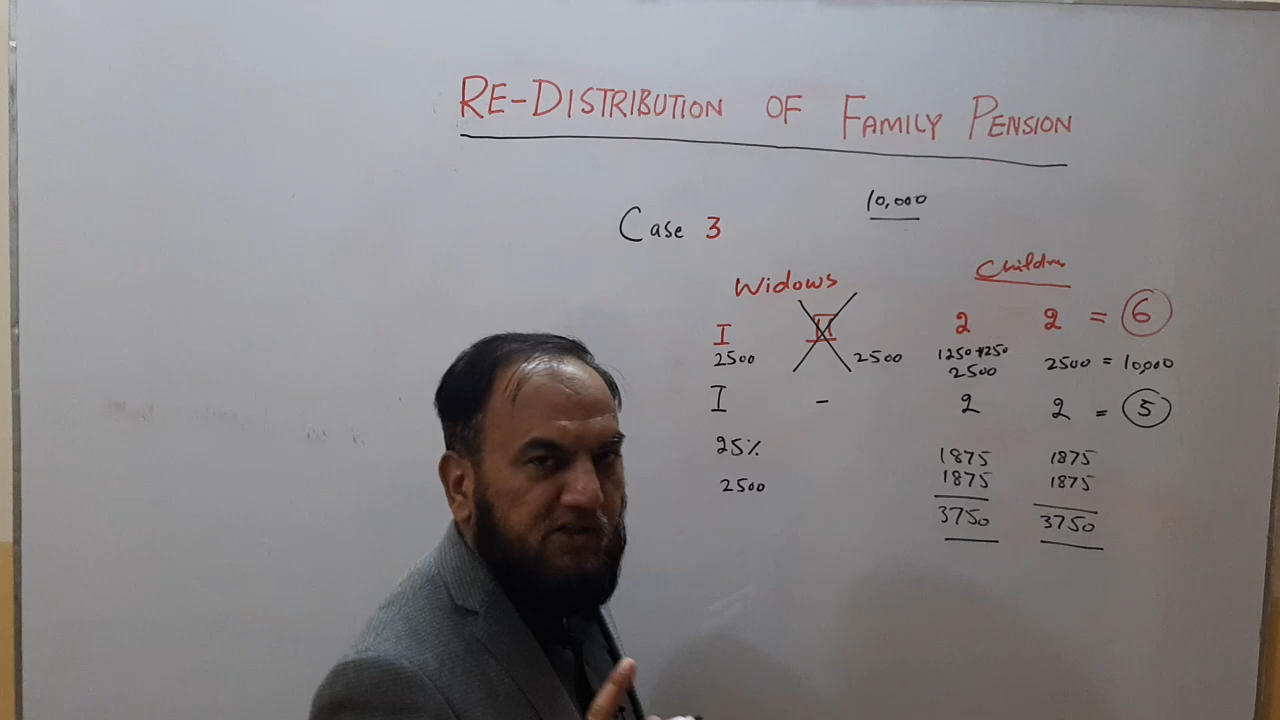 RE-DISTRIBUTION OF FAMILY PENSION
Case 3
10,000
Widows Children
I II 2 2 = 6
2500 2500 1250+1250 2500 = 10,000
2500
I - 2 2 = 5
25% 1875 1875
2500 1875 1875
3750 3750